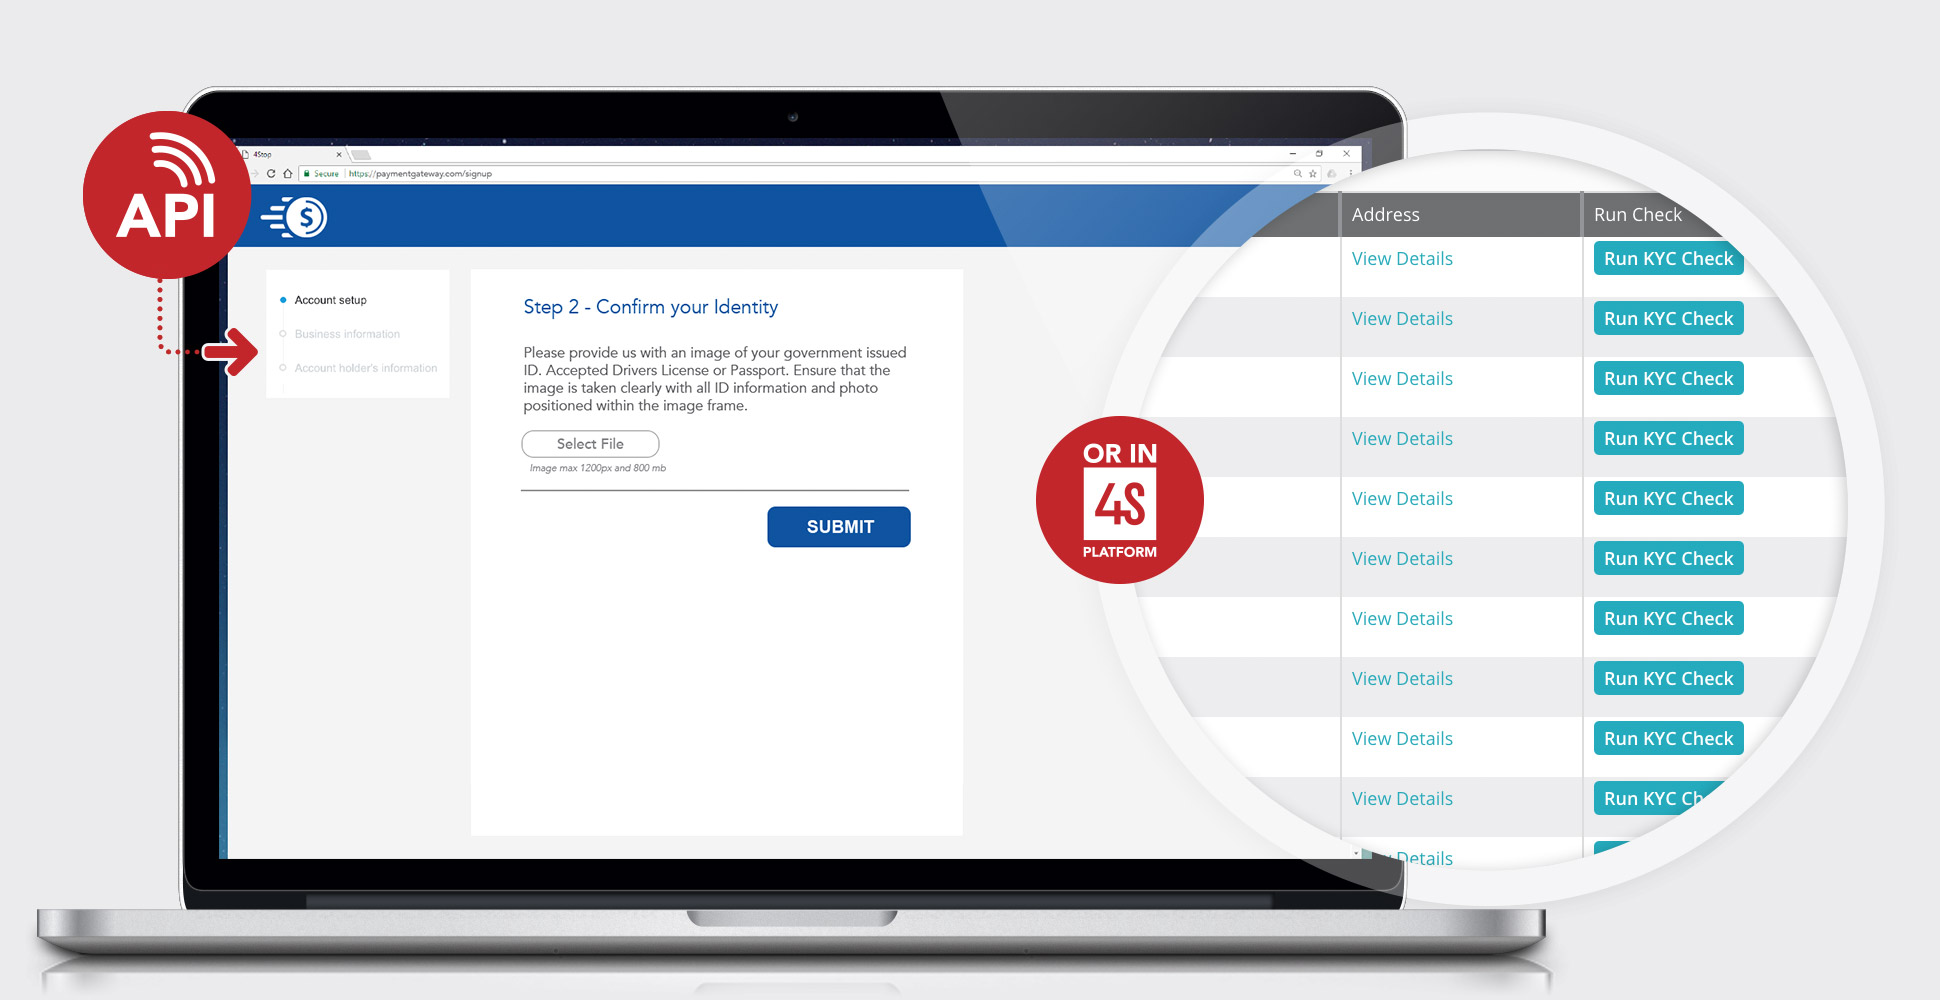 API
4Stop
Secure
https://paymentgateway.com/signup
$
Account setup
Business information
Account holder's information
Step 2 - Confirm your Identity
Please provide us with an image of your government issued
ID. Accepted Drivers License or Passport. Ensure that the
image is taken clearly with all ID information and photo
positioned within the image frame.
Select File
Image max 1200px and 800 mb
SUBMIT
OR IN
4S
PLATFORM
Address Run Check
View Details Run KYC Check
View Details Run KYC Check
View Details Run KYC Check
View Details Run KYC Check
View Details Run KYC Check
View Details Run KYC Check
View Details Run KYC Check
View Details Run KYC Check
View Details Run KYC Check
View Details Run KYC Ch
Details